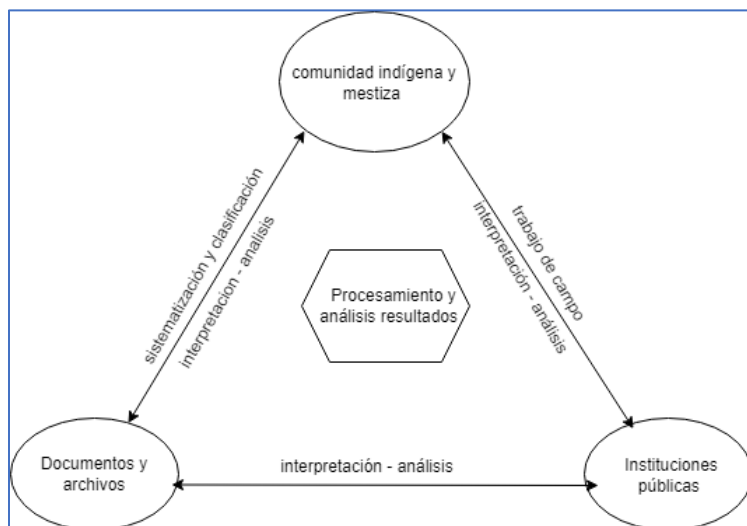 comunidad indígena y
mestiza
sistematización y clasificación
interpretacion - analisis
trabajo de campo
interpretación - análisis
Procesamiento y
análisis resultados
Documentos y
archivos
interpretación - análisis
Instituciones
públicas